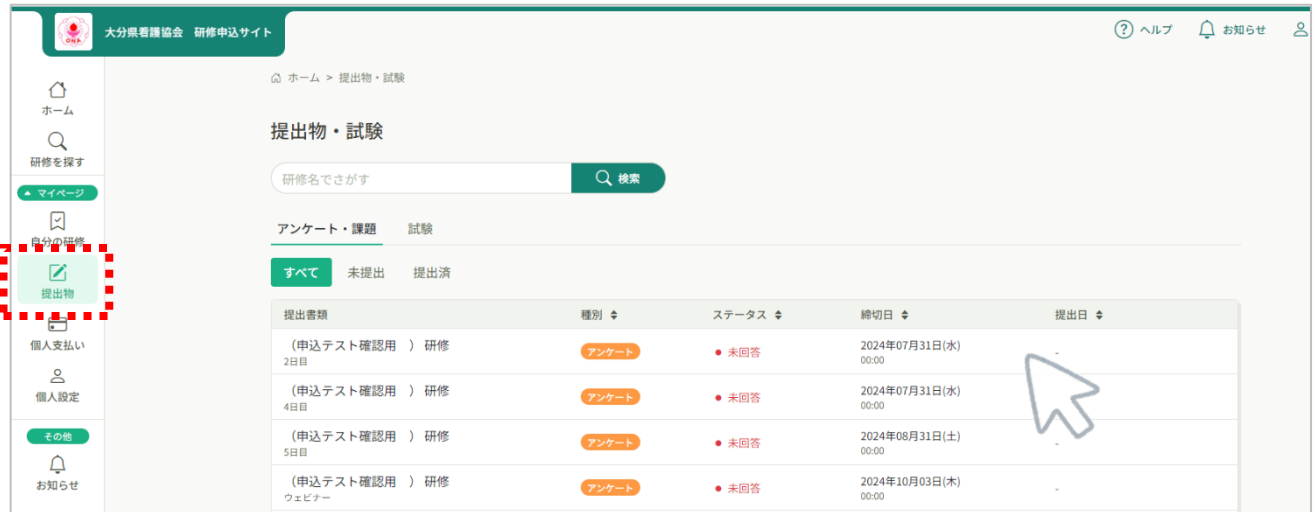 ONA
大分県看護協会 研修申込サイト
? ヘルプ お知らせ
ホーム > 提出物・試験
ホーム
研修を探す
マイページ
自分の研修
提出物
個人支払い
個人設定
その他
お知らせ
提出物・試験
研修名でさがす 検索
アンケート・課題 試験
すべて 未提出 提出済
提出書類 種別 ステータス 締切日 提出日
(申込テスト確認用 ) 研修 アンケート 未回答 2024年07月31日(水) -
2日目 00:00
(申込テスト確認用 ) 研修 アンケート 未回答 2024年07月31日(水)
4日目 00:00
(申込テスト確認用 ) 研修 アンケート 未回答 2024年08月31日(土) -
5日目 00:00
(申込テスト確認用 ) 研修 アンケート 未回答 2024年10月03日(木) -
ウェビナー 00:00